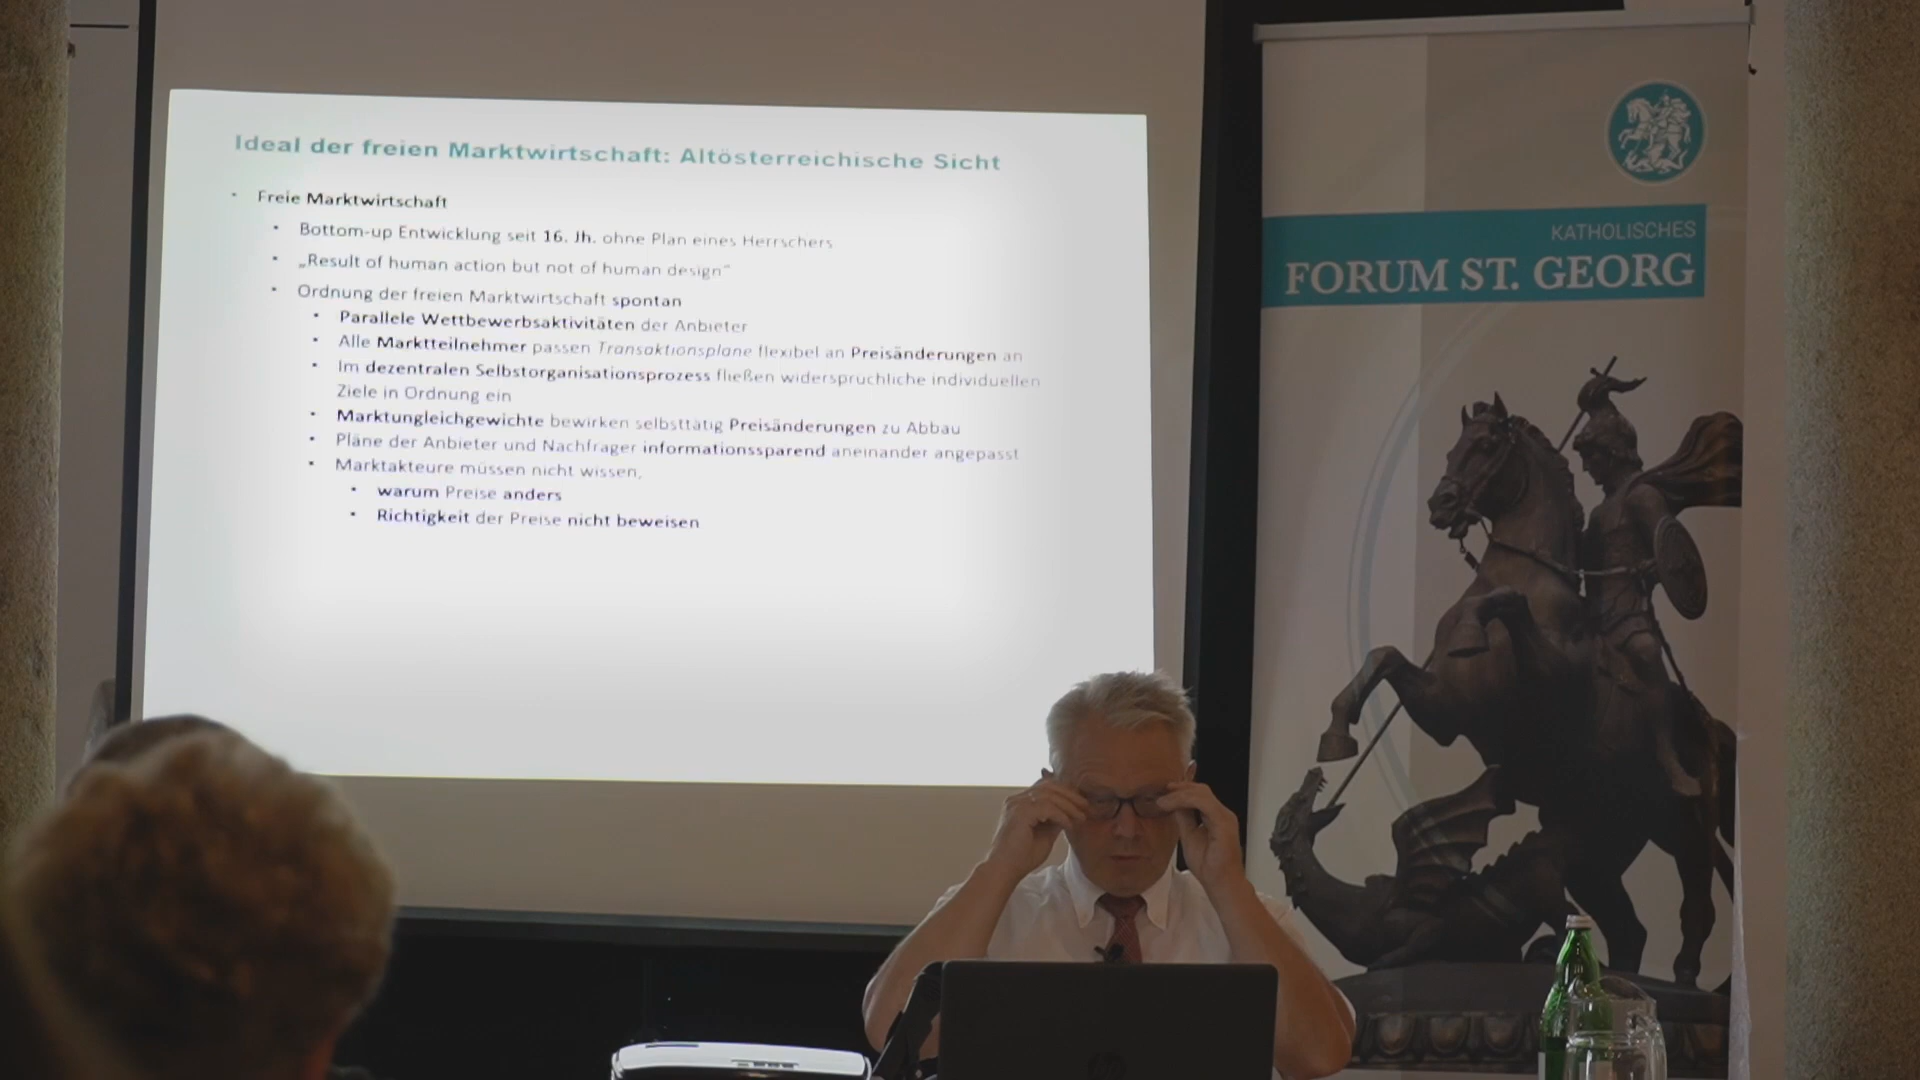 Ideal der freien Marktwirtschaft: Altösterreichische Sicht
Freie Marktwirtschaft
Bottom-up Entwicklung seit 16. Jh. ohne Plan eines Herrschers
„Result of human action but not of human design“
Ordnung der freien Marktwirtschaft spontan
Parallele Wettbewerbsaktivitäten der Anbieter
Alle Marktteilnehmer passen Transaktionspläne flexibel an Preisänderungen an
Im dezentralen Selbstorganisationsprozess fließen widersprüchliche individuellen
Ziele in Ordnung ein
Marktungleichgewichte bewirken selbsttätig Preisänderungen zu Abbau
Pläne der Anbieter und Nachfrager informationssparend aneinander angepasst
Marktakteure müssen nicht wissen,
warum Preise anders
Richtigkeit der Preise nicht beweisen
KATHOLISCHES
FORUM ST. GEORG